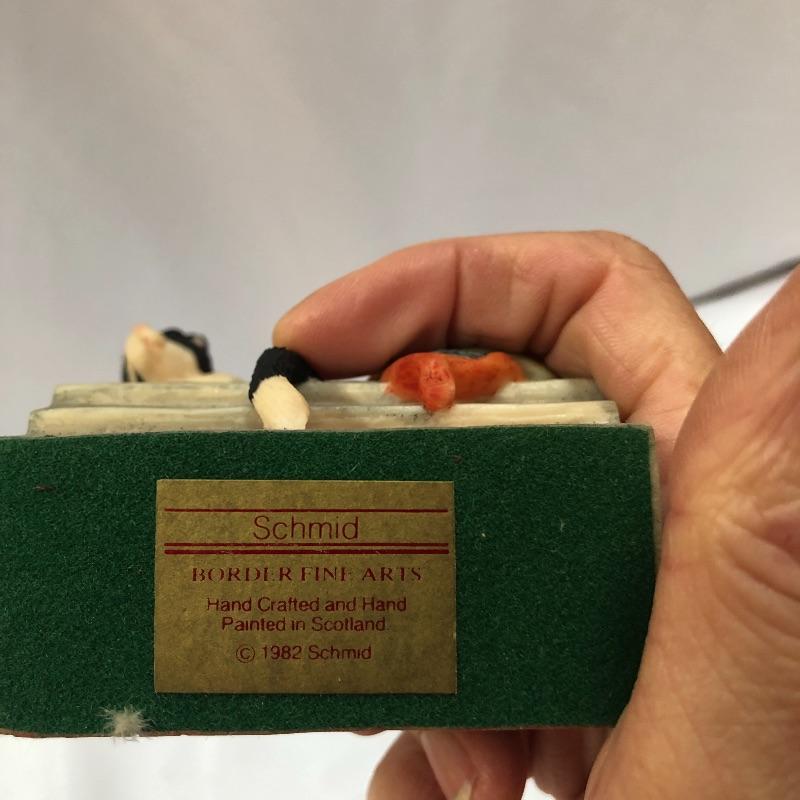 Schmid
BORDER FINE ARTS
Hand Crafted and Hand
Painted in Scotland
© 1982 Schmid